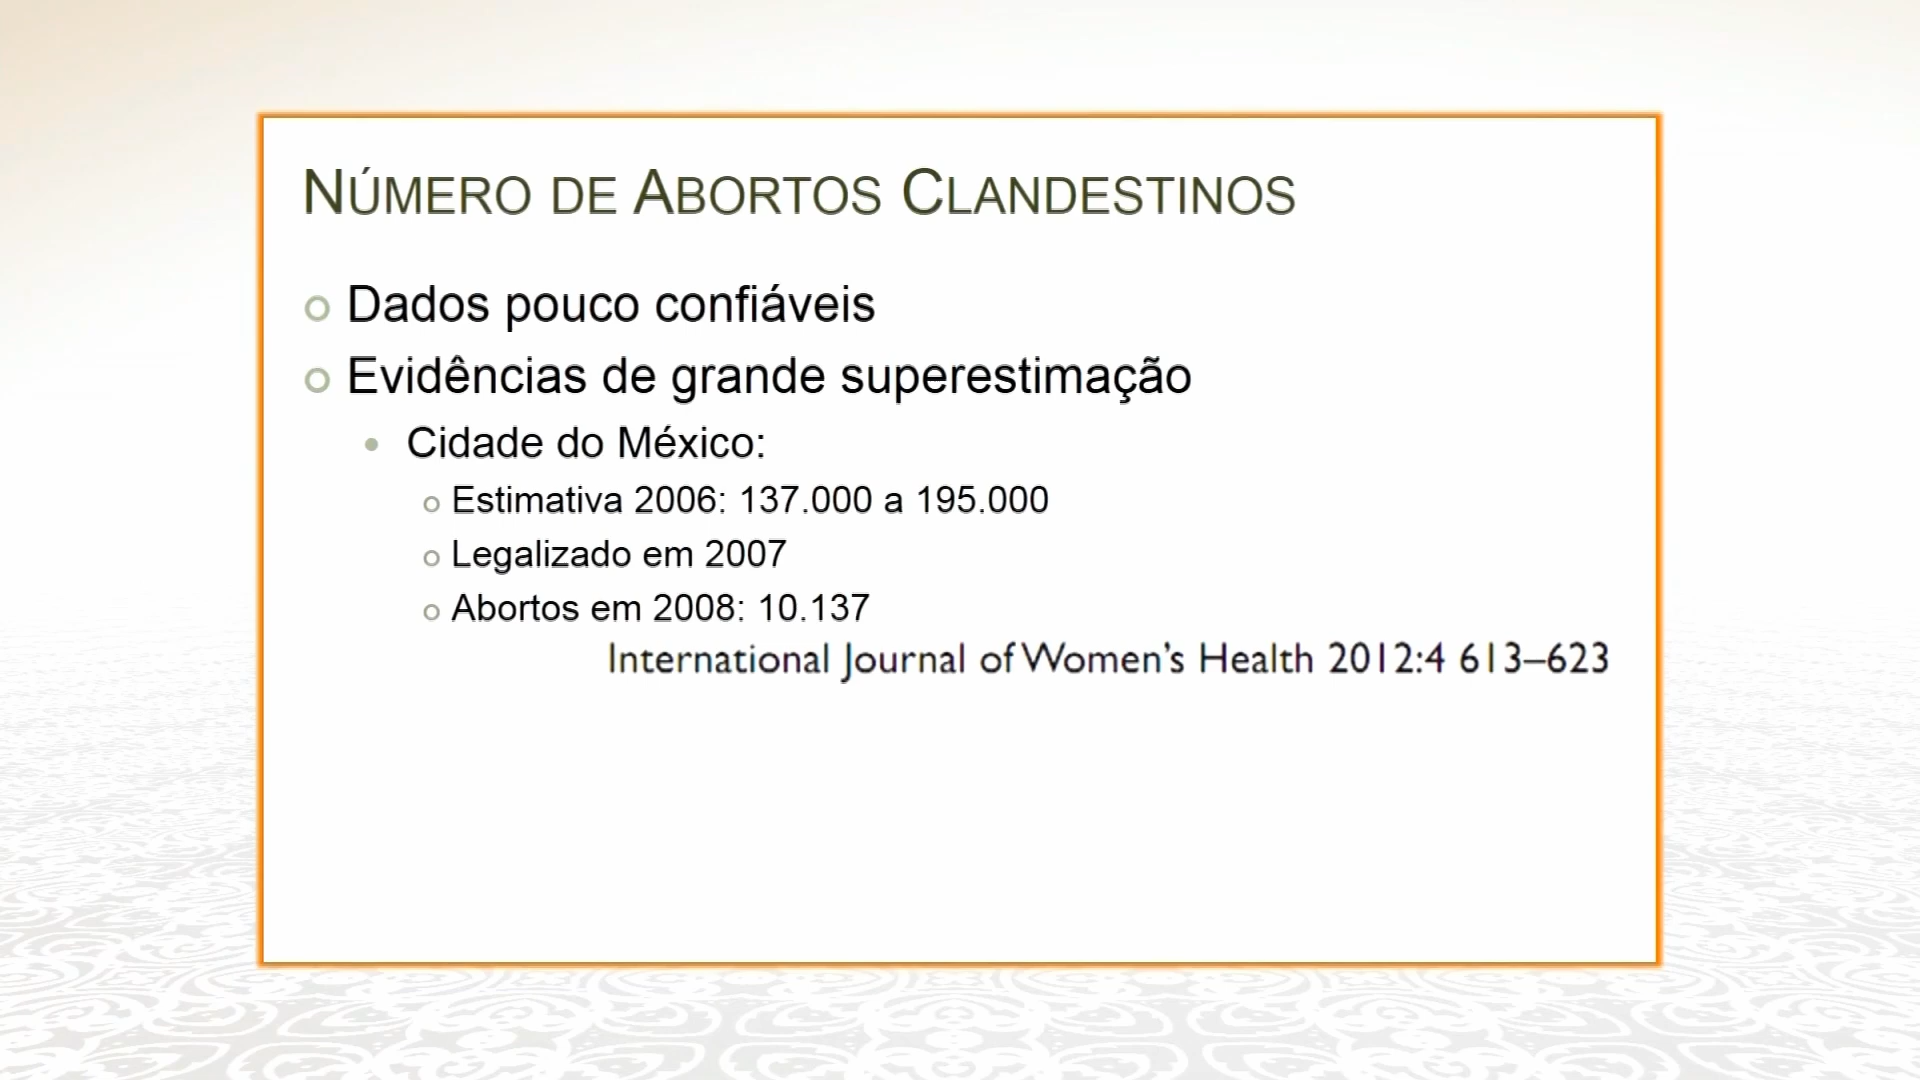 NÚMERO DE ABORTOS CLANDESTINOS
Dados pouco confiáveis
Evidências de grande superestimação
Cidade do México:
Estimativa 2006: 137.000 a 195.000
Legalizado em 2007
Abortos em 2008: 10.137
International Journal of Women's Health 2012:4 613–623